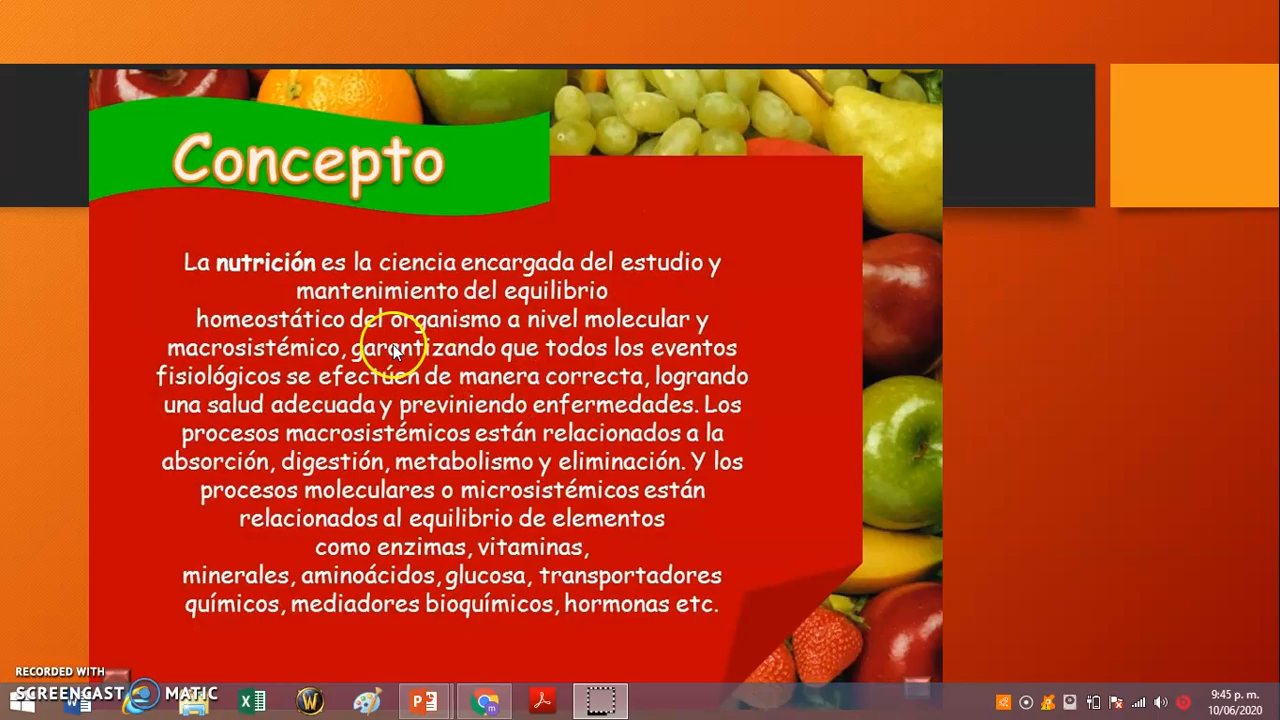 Concepto
La nutrición es la ciencia encargada del estudio y
mantenimiento del equilibrio
homeostático del organismo a nivel molecular y
macrosistémico, garantizando que todos los eventos
fisiológicos se efectúen de manera correcta, logrando
una salud adecuada y previniendo enfermedades. Los
procesos macrosistémicos están relacionados a la
absorción, digestión, metabolismo y eliminación. Y los
procesos moleculares o microsistémicos están
relacionados al equilibrio de elementos
como enzimas, vitaminas,
minerales, aminoácidos, glucosa, transportadores
químicos, mediadores bioquímicos, hormonas etc.
RECORDED WITH
SCREENCAST MATIC
9:45 p. m.
10/06/2020